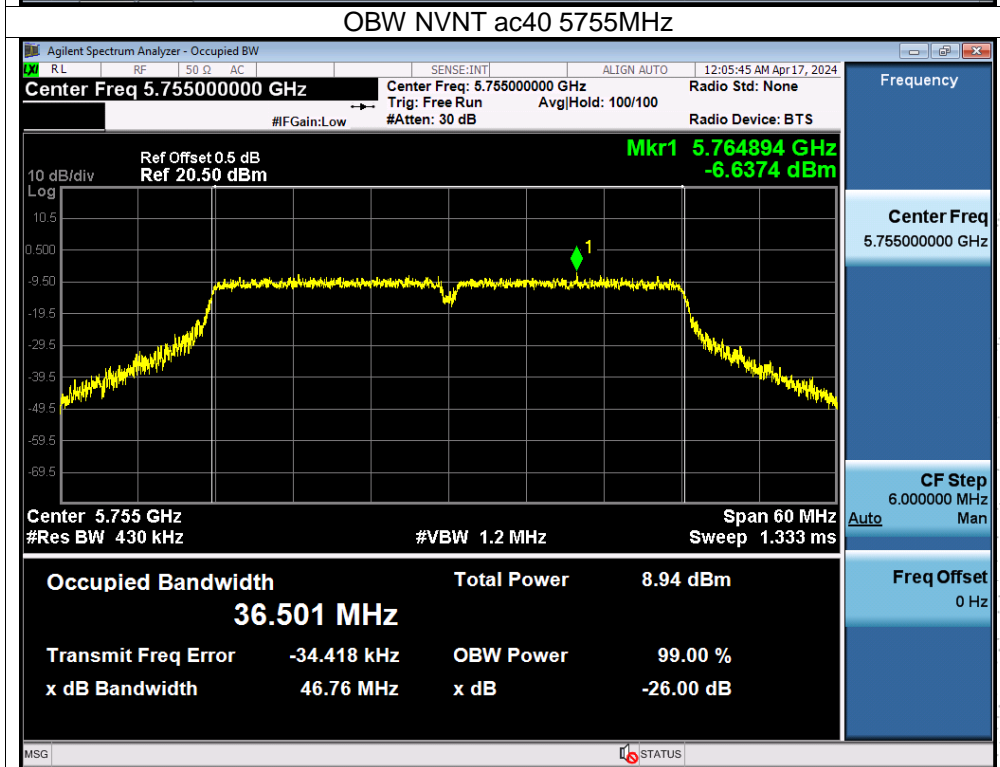 OBW NVNT ac40 5755MHz
Agilent Spectrum Analyzer - Occupied BW
LXI RL RF 50 Ω AC SENSE:INT ALIGN AUTO 12:05:45 AM Apr 17, 2024
Center Freq 5.755000000 GHz Center Freq: 5.755000000 GHz Radio Std: None
Trig: Free Run Avg|Hold: 100/100
#IFGain:Low #Atten: 30 dB Radio Device: BTS
Mkr1 5.764894 GHz
-6.6374 dBm
Ref Offset 0.5 dB
10 dB/div Ref 20.50 dBm
Log
10.5
0.500
-9.50
-19.5
-29.5
-39.5
-49.5
-59.5
-69.5
1
Center 5.755 GHz Span 60 MHz
#Res BW 430 kHz #VBW 1.2 MHz Sweep 1.333 ms
Occupied Bandwidth Total Power 8.94 dBm
36.501 MHz
Transmit Freq Error -34.418 kHz OBW Power 99.00 %
x dB Bandwidth 46.76 MHz x dB -26.00 dB
MSG STATUS
Frequency
Center Freq
5.755000000 GHz
CF Step
6.000000 MHz
Auto Man
Freq Offset
0 Hz